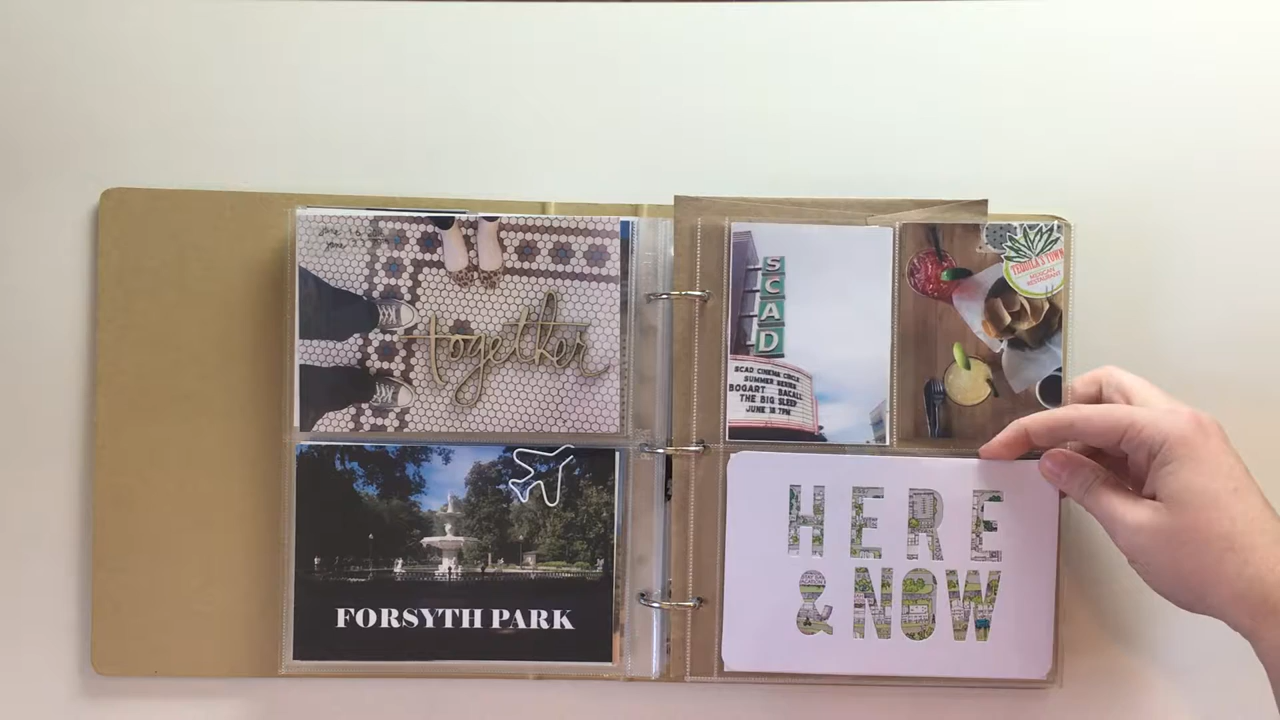 together
FORSYTH PARK
SCAD
SCAD CINEMA CIRCLE
SUMMER SERIES
BOGART BACALL
THE BIG SLEEP
JUNE 18 7PM
TEQUILA'S TOWN
MEXICAN
RESTAURANT
HERE
& NOW